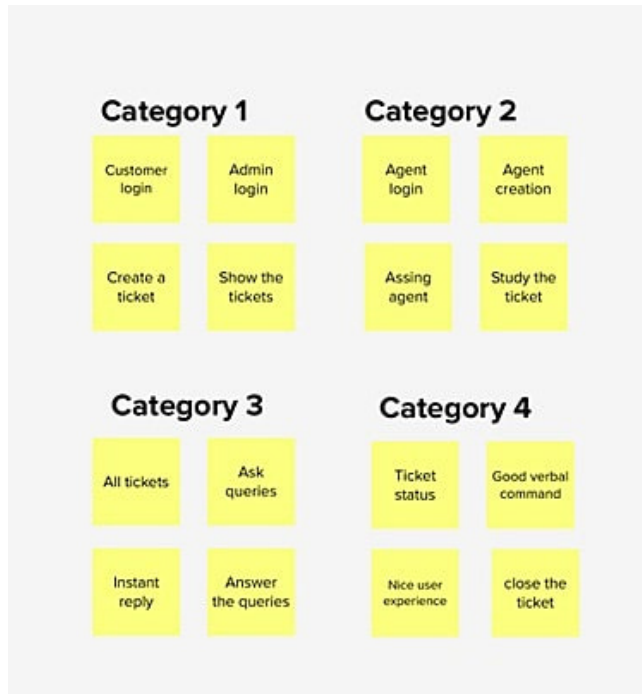 Category 1
Customer
login
Admin
login
Create a
ticket
Show the
tickets
Category 2
Agent
login
Agent
creation
Assing
agent
Study the
ticket
Category 3
All tickets
Ask
queries
Instant
reply
Answer
the queries
Category 4
Ticket
status
Good verbal
command
Nice user
experience
close the
ticket